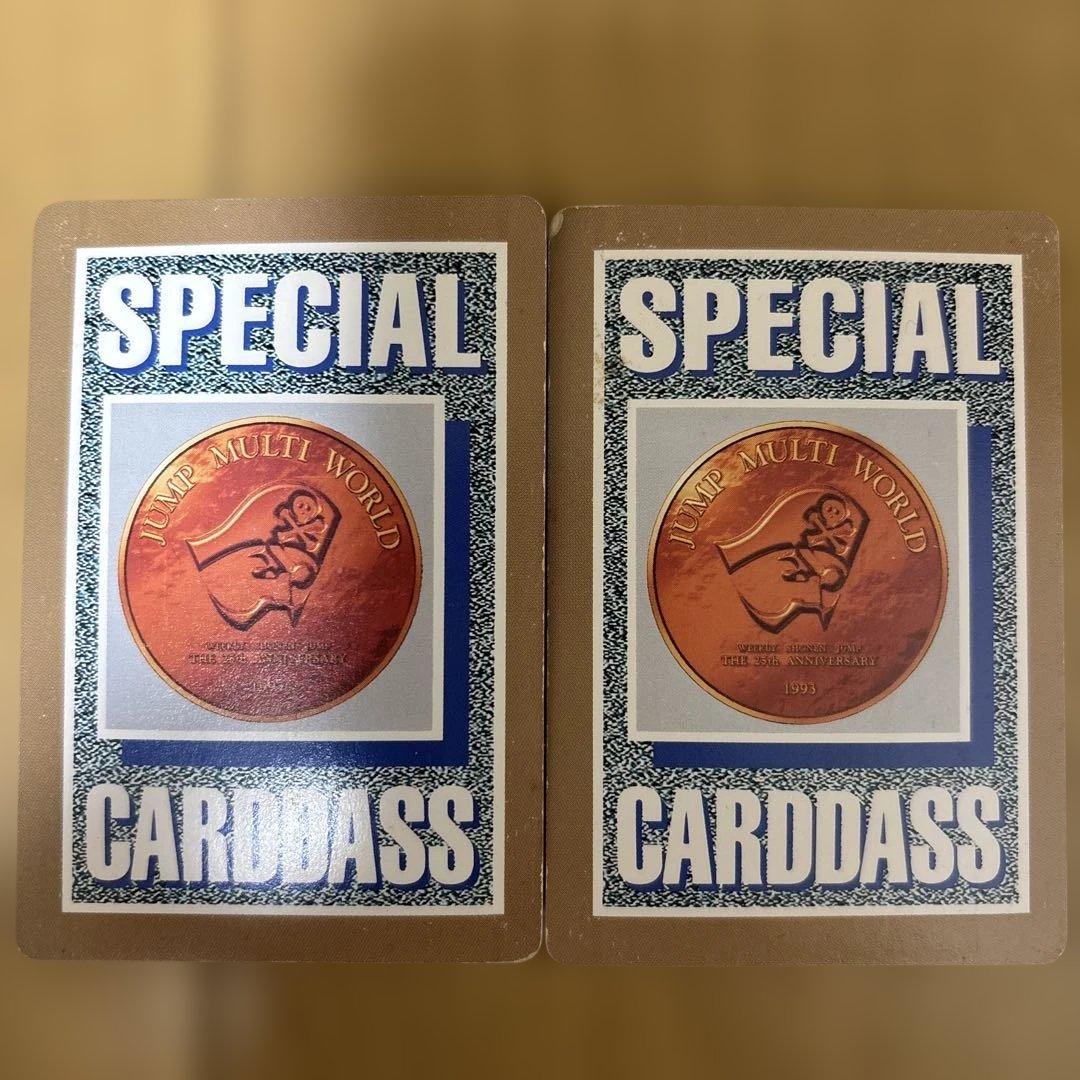 SPECIAL
JUMP MULTI WORLD
WEEKLY SHONEN JUMP
THE 25th ANNIVERSARY
CARDDASS
SPECIAL
JUMP MULTI WORLD
WEEKLY SHONEN JUMP
THE 25th ANNIVERSARY
1993
CARDDASS